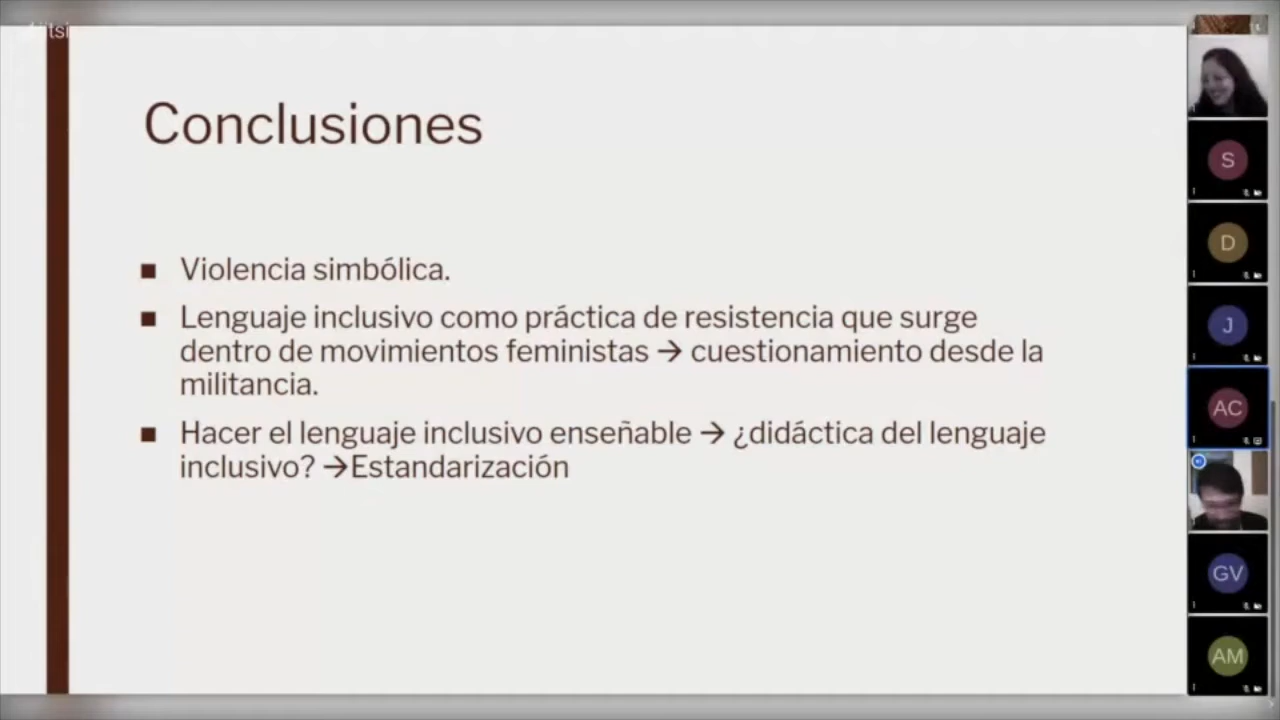 Conclusiones
Violencia simbólica.
Lenguaje inclusivo como práctica de resistencia que surge
dentro de movimientos feministas → cuestionamiento desde la
militancia.
Hacer el lenguaje inclusivo enseñable → ¿didáctica del lenguaje
inclusivo? →Estandarización
S
D
J
AC
GV
AM